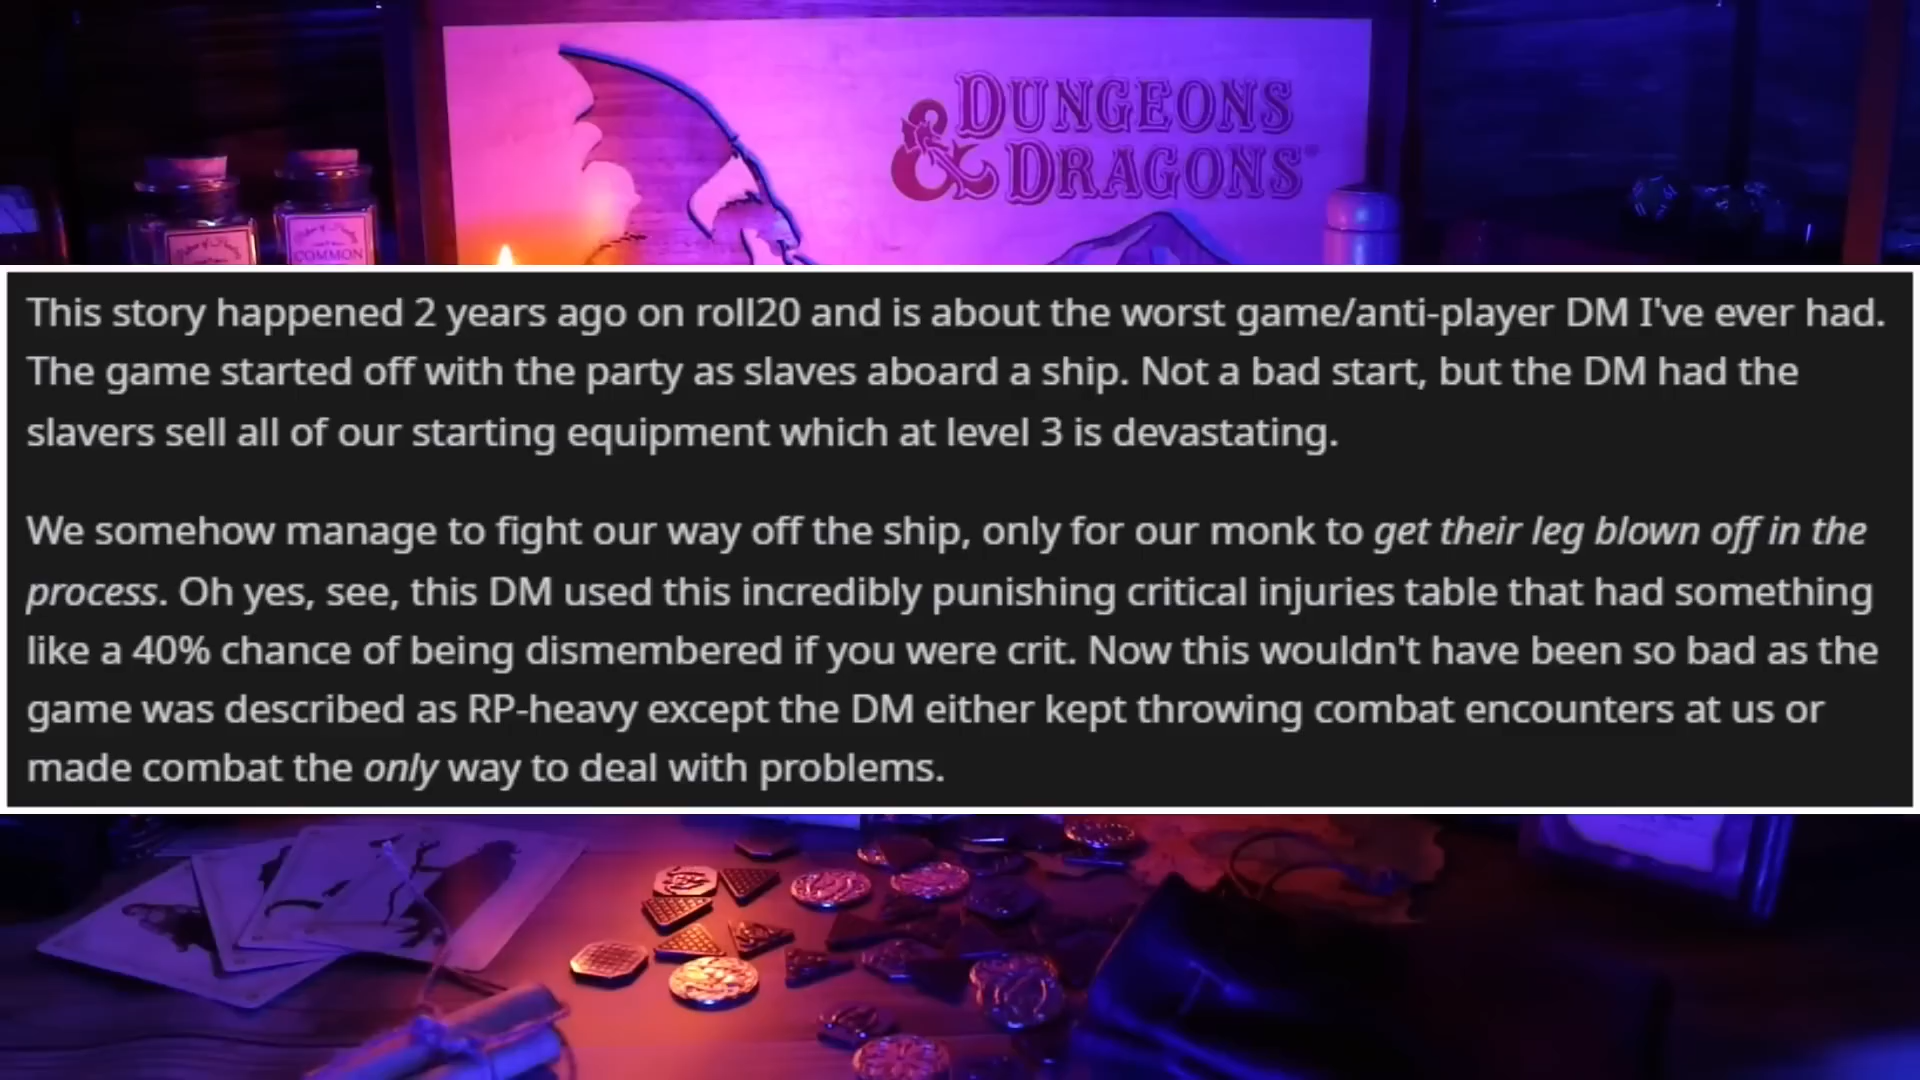 DUNGEONS
& DRAGONS
COMMON
This story happened 2 years ago on roll20 and is about the worst game/anti-player DM I've ever had.
The game started off with the party as slaves aboard a ship. Not a bad start, but the DM had the
slavers sell all of our starting equipment which at level 3 is devastating.
We somehow manage to fight our way off the ship, only for our monk to get their leg blown off in the
process. Oh yes, see, this DM used this incredibly punishing critical injuries table that had something
like a 40% chance of being dismembered if you were crit. Now this wouldn't have been so bad as the
game was described as RP-heavy except the DM either kept throwing combat encounters at us or
made combat the only way to deal with problems.